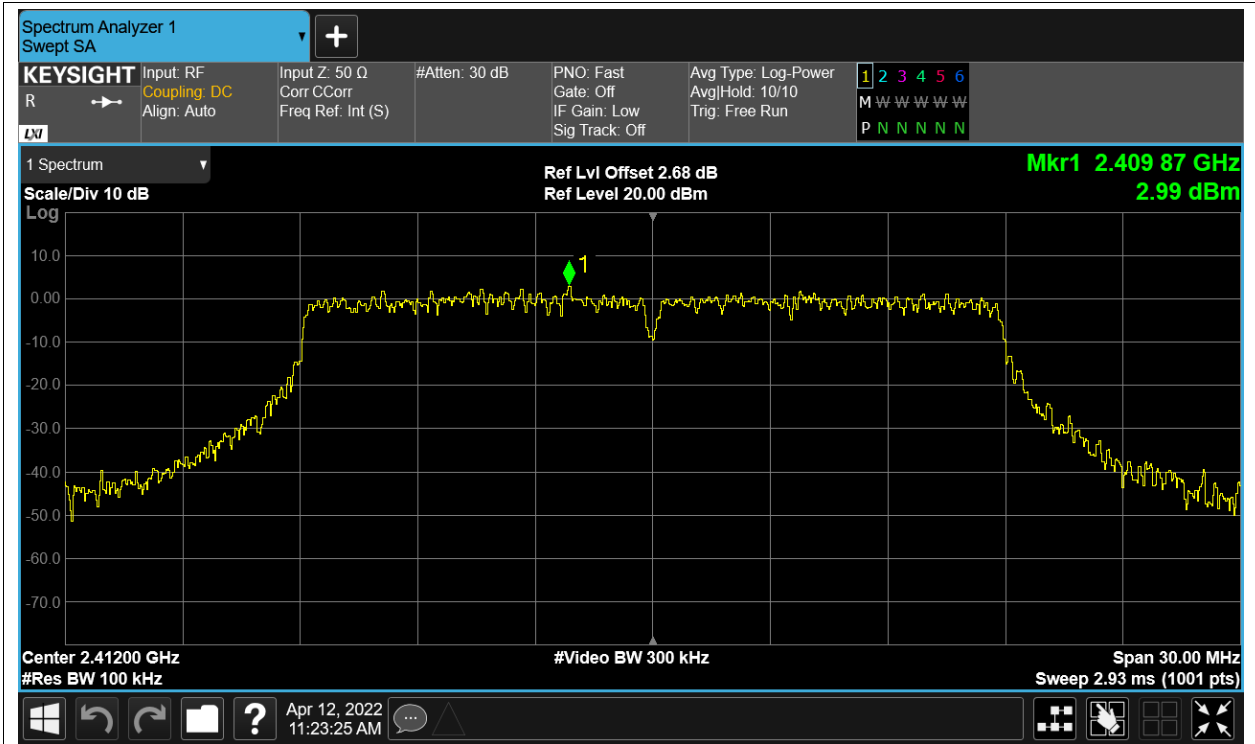 Spectrum Analyzer 1
Swept SA
KEYSIGHT
R
LXI
Input: RF
Coupling: DC
Align: Auto
Input Z: 50 Ω
Corr CCorr
Freq Ref: Int (S)
#Atten: 30 dB
PNO: Fast
Gate: Off
IF Gain: Low
Sig Track: Off
Avg Type: Log-Power
Avg|Hold: 10/10
Trig: Free Run
1 2 3 4 5 6
M W W W W W
P N N N N N
1 Spectrum
Scale/Div 10 dB
Log
Ref Lvl Offset 2.68 dB
Ref Level 20.00 dBm
Mkr1 2.409 87 GHz
2.99 dBm
1
10.0
0.00
-10.0
-20.0
-30.0
-40.0
-50.0
-60.0
-70.0
Center 2.41200 GHz
#Res BW 100 kHz
#Video BW 300 kHz
Span 30.00 MHz
Sweep 2.93 ms (1001 pts)
?
Apr 12, 2022
11:23:25 AM